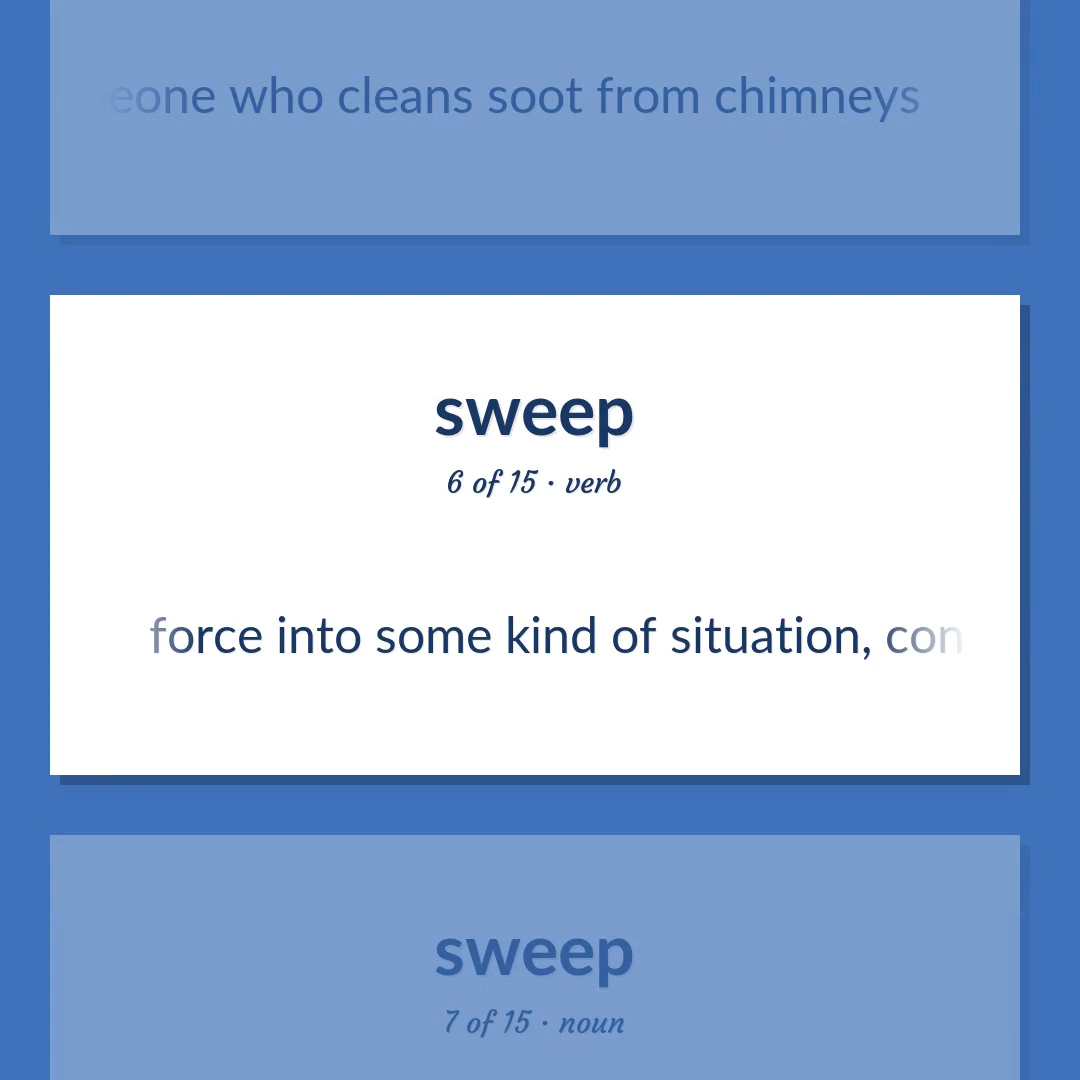 eone who cleans soot from chimneys
sweep
6 of 15 · verb
force into some kind of situation, con
sweep
7 of 15 · noun